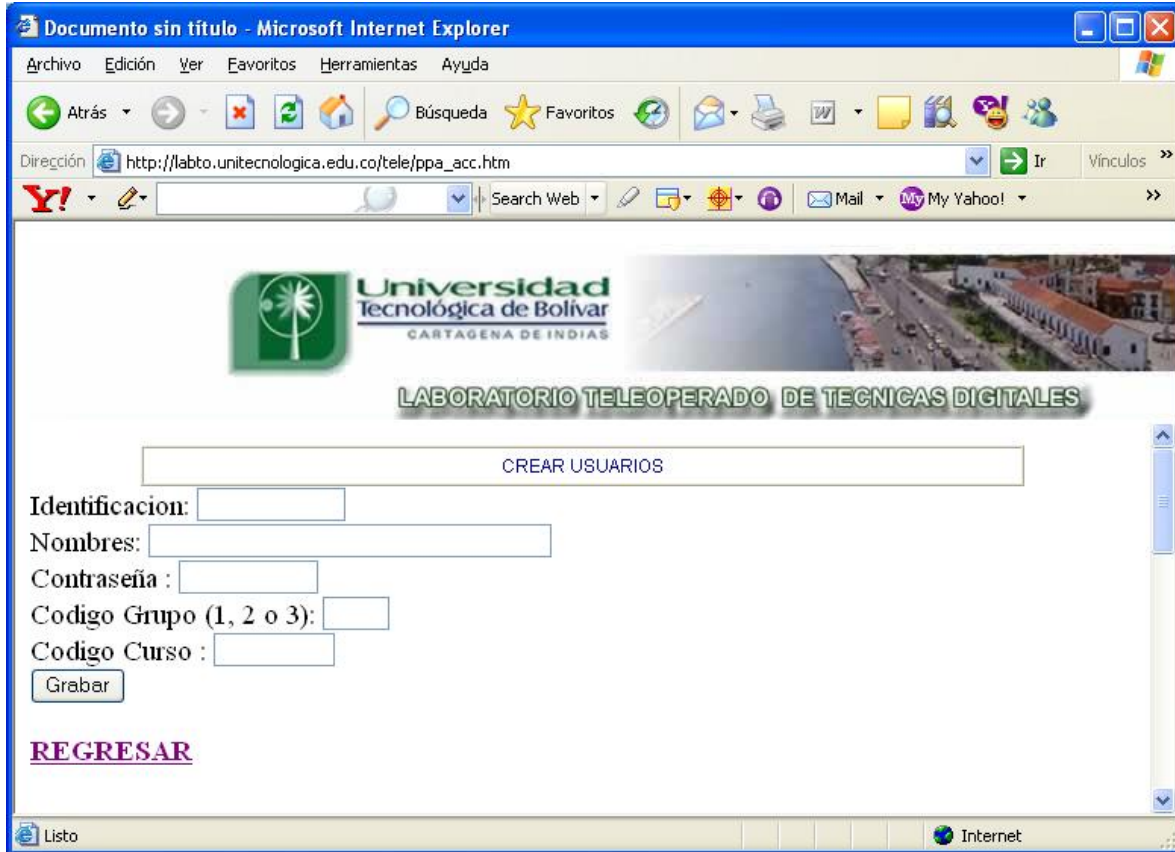 Documento sin título - Microsoft Internet Explorer
Archivo Edición Ver Favoritos Herramientas Ayuda
Atrás Búsqueda Favoritos
Dirección http://labto.unitecnologica.edu.co/tele/ppa_acc.htm Ir Vínculos »
Y! Search Web Mail My My Yahoo! »
Universidad
Tecnológica de Bolívar
CARTAGENA DE INDIAS
LABORATORIO TELEOPERADO DE TECNICAS DIGITALES
CREAR USUARIOS
Identificacion:
Nombres:
Contraseña :
Codigo Grupo (1, 2 o 3):
Codigo Curso :
Grabar
REGRESAR
Listo Internet